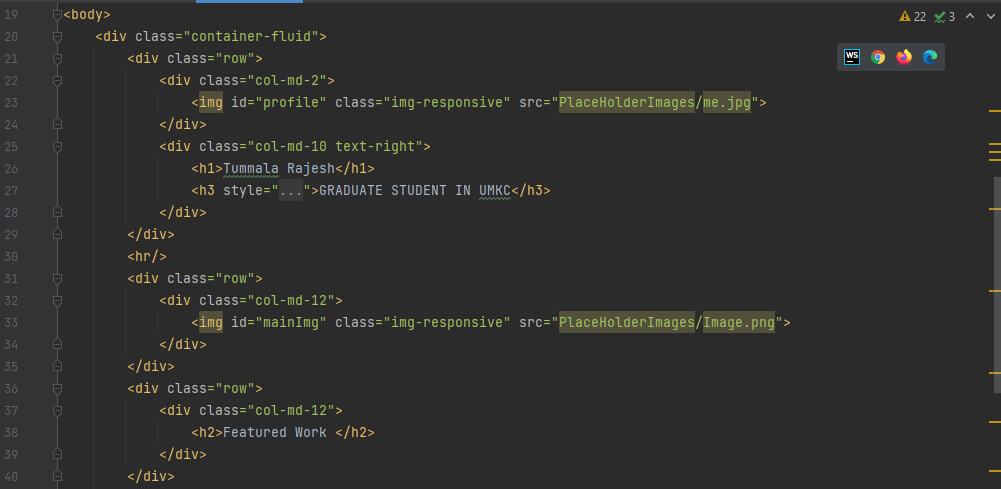 22 3
WS
19 <body>
20 <div class="container-fluid">
21 <div class="row">
22 <div class="col-md-2">
23 <img id="profile" class="img-responsive" src="PlaceHolderImages/me.jpg">
24 </div>
25 <div class="col-md-10 text-right">
26 <h1>Tummala Rajesh</h1>
27 <h3 style="...">GRADUATE STUDENT IN UMKC</h3>
28 </div>
29 </div>
30 <hr/>
31 <div class="row">
32 <div class="col-md-12">
33 <img id="mainImg" class="img-responsive" src="PlaceHolderImages/Image.png">
34 </div>
35 </div>
36 <div class="row">
37 <div class="col-md-12">
38 <h2>Featured Work </h2>
39 </div>
40 </div>